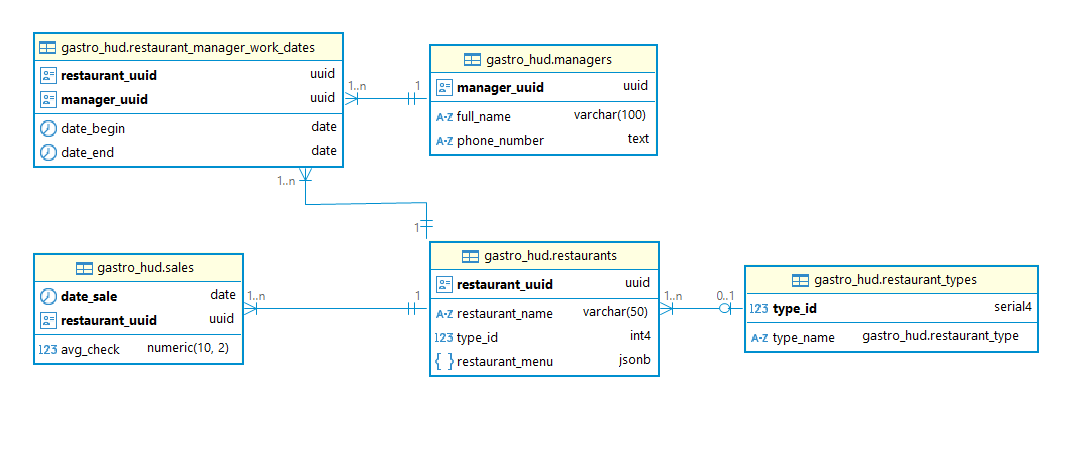 gastro_hud.restaurant_manager_work_dates
restaurant_uuid uuid
manager_uuid uuid
date_begin date
date_end date
1..n 1
gastro_hud.managers
manager_uuid uuid
A-Z full_name varchar(100)
A-Z phone_number text
1..n
1
gastro_hud.sales
date_sale date
restaurant_uuid uuid
123 avg_check numeric(10, 2)
1..n 1
gastro_hud.restaurants
restaurant_uuid uuid
A-Z restaurant_name varchar(50)
123 type_id int4
{ } restaurant_menu jsonb
1..n 0..1
gastro_hud.restaurant_types
123 type_id serial4
A-Z type_name gastro_hud.restaurant_type